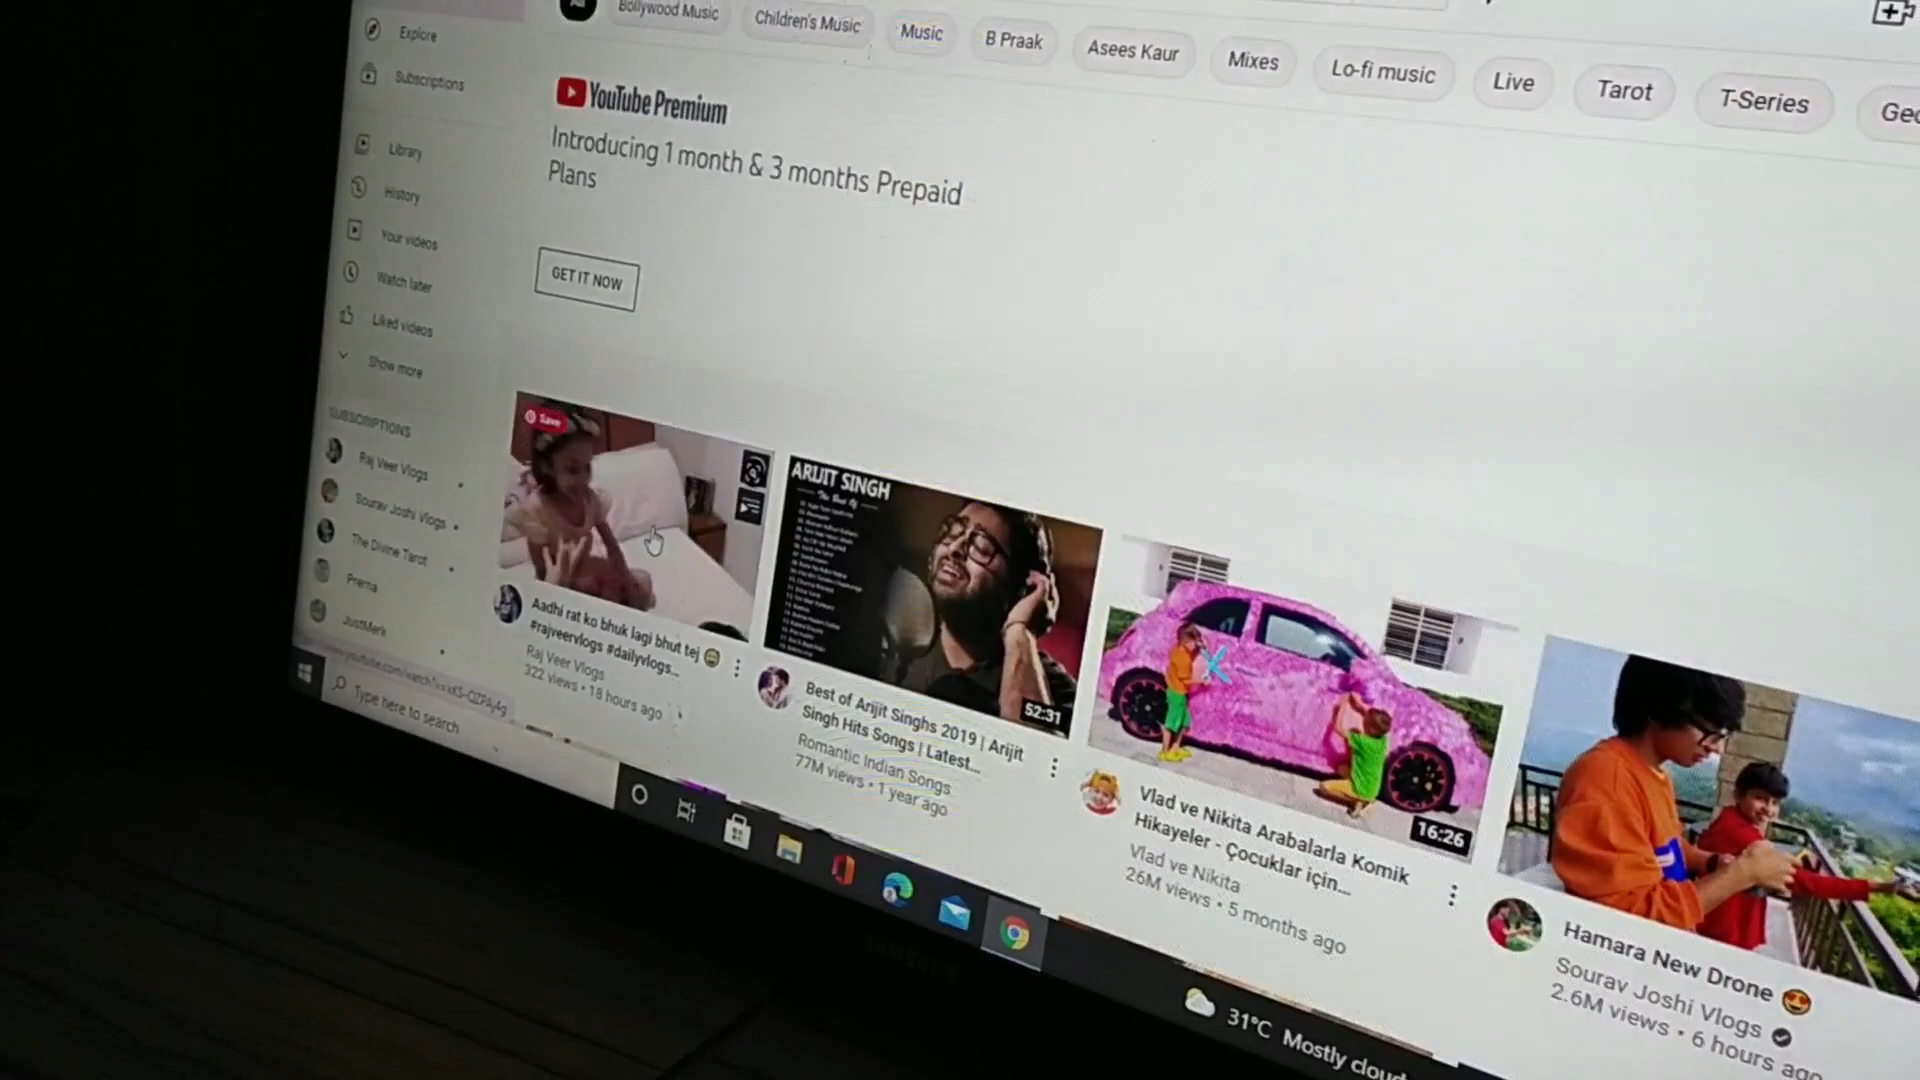 All
Bollywood Music
Children's Music
Music
B Praak
Asees Kaur
Mixes
Lo-fi music
Live
Tarot
T-Series
Explore
Subscriptions
Library
History
Your videos
Watch later
Liked videos
Show more
SUBSCRIPTIONS
Raj Veer Vlogs
Sourav Joshi Vlogs
The Divine Tarot
Prerna
JustMerk
YouTube Premium
Introducing 1 month & 3 months Prepaid
Plans
GET IT NOW
Save
Aadhi rat ko bhuk lagi bhut tej 😅
#rajveervlogs #dailyvlogs...
Raj Veer Vlogs
322 views • 18 hours ago
ARIJIT SINGH
The Best Of
52:31
Best of Arijit Singhs 2019 | Arijit
Singh Hits Songs | Latest...
Romantic Indian Songs
77M views • 1 year ago
16:26
Vlad ve Nikita Arabalarla Komik
Hikayeler - Çocuklar için...
Vlad ve Nikita
26M views • 5 months ago
Hamara New Drone 😍
Sourav Joshi Vlogs
2.6M views • 6 hours ago
Type here to search
31°C Mostly cloud
SAMSUNG